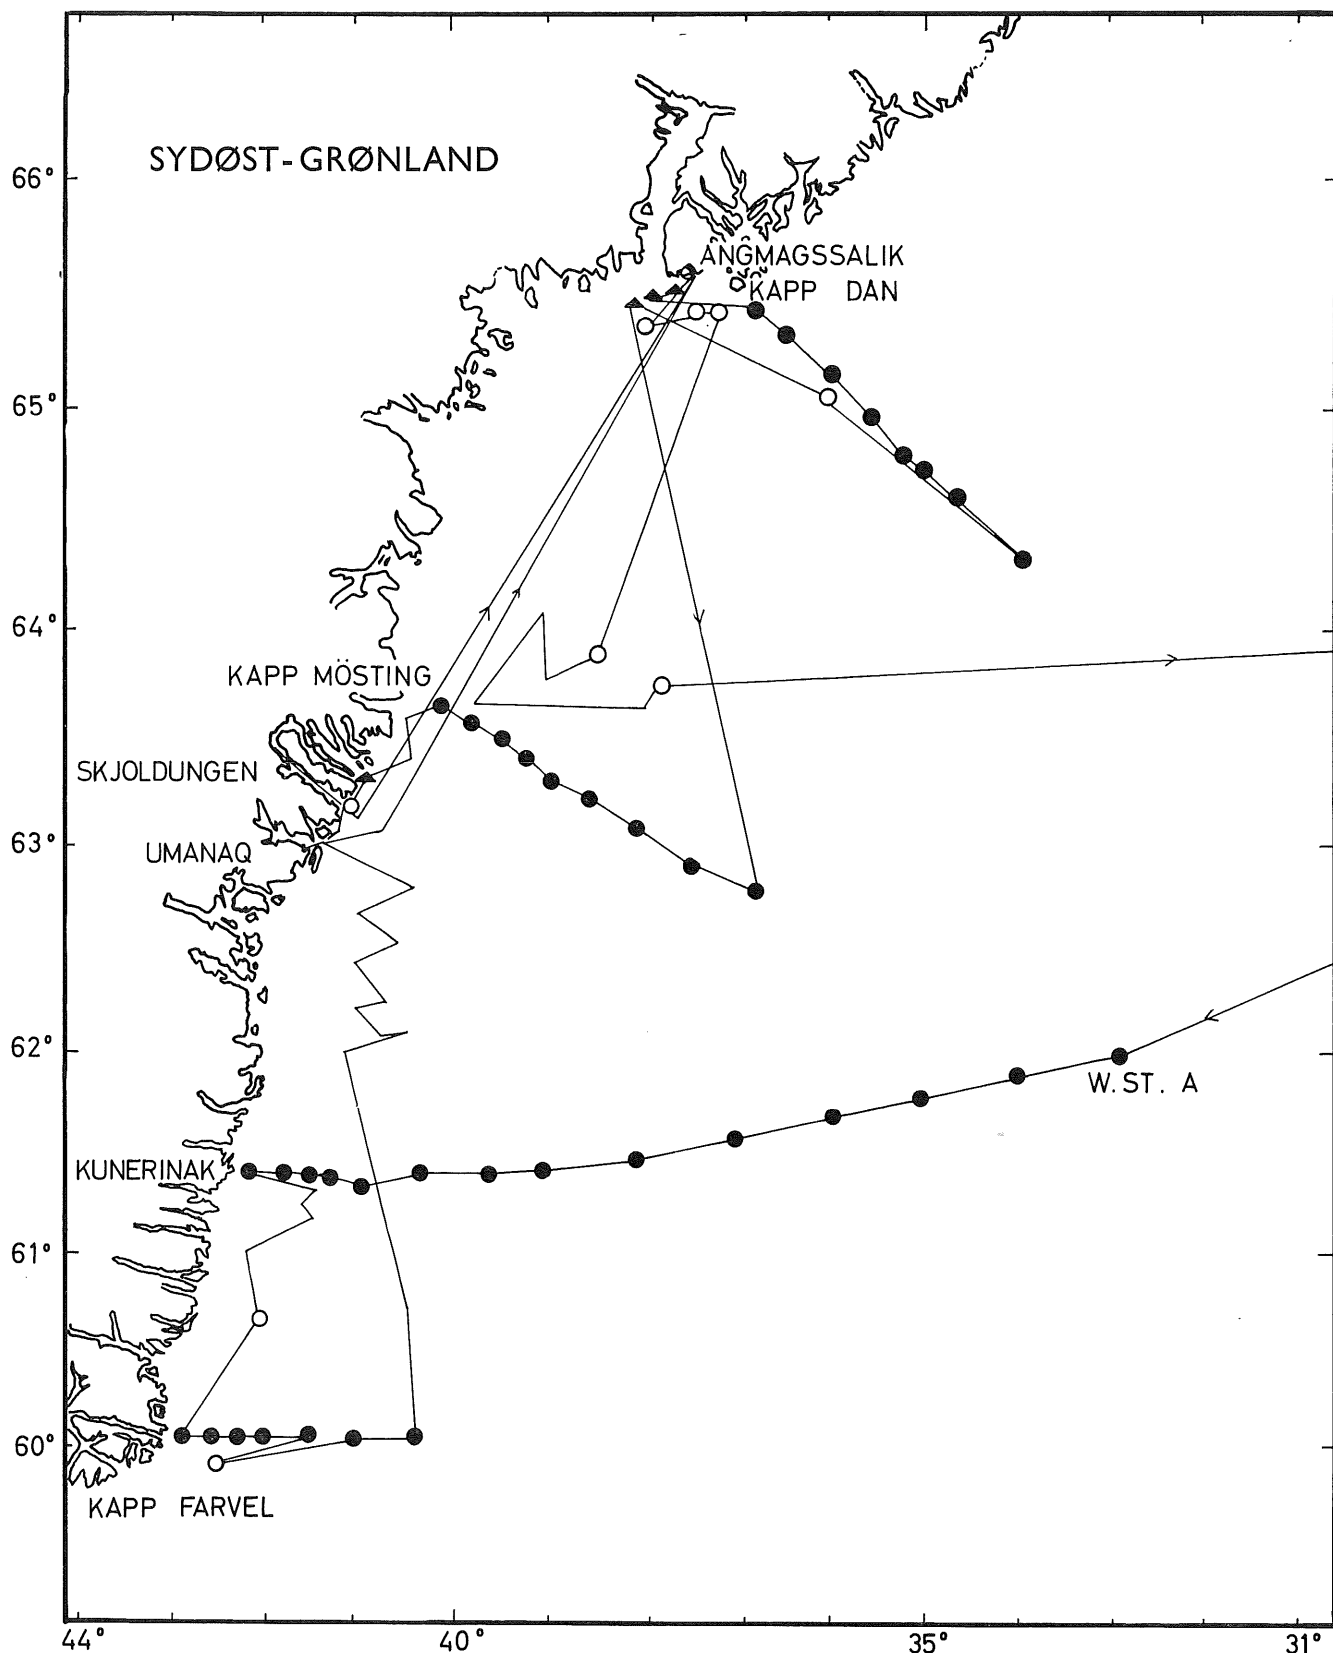 SYDØST-GRØNLAND
66°
ANGMAGSSALIK
KAPP DAN
65°
64°
KAPP MÖSTING
SKJOLDUNGEN
63°
UMANAQ
62°
W.ST. A
KUNERINAK
61°
60°
KAPP FARVEL
44° 40° 35° 31°